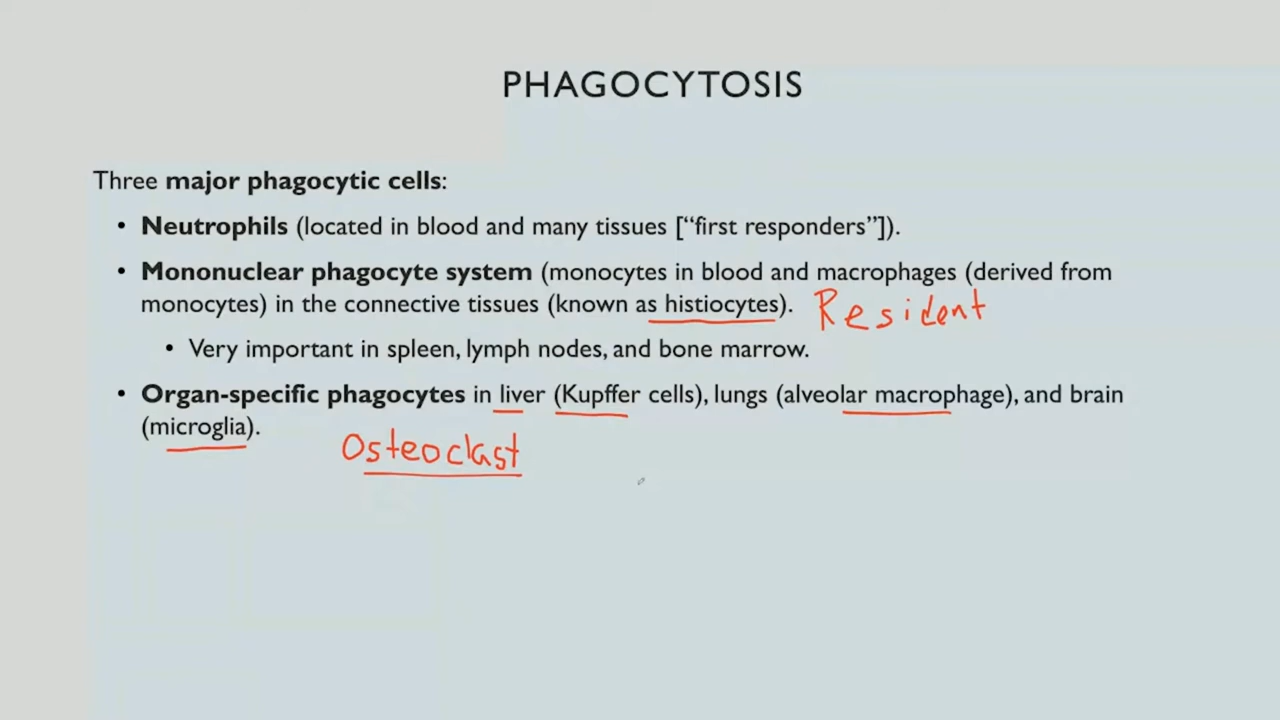 PHAGOCYTOSIS
Three major phagocytic cells:
• Neutrophils (located in blood and many tissues [“first responders”]).
• Mononuclear phagocyte system (monocytes in blood and macrophages (derived from
monocytes) in the connective tissues (known as histiocytes). Resident
• Very important in spleen, lymph nodes, and bone marrow.
• Organ-specific phagocytes in liver (Kupffer cells), lungs (alveolar macrophage), and brain
(microglia).
Osteoclast